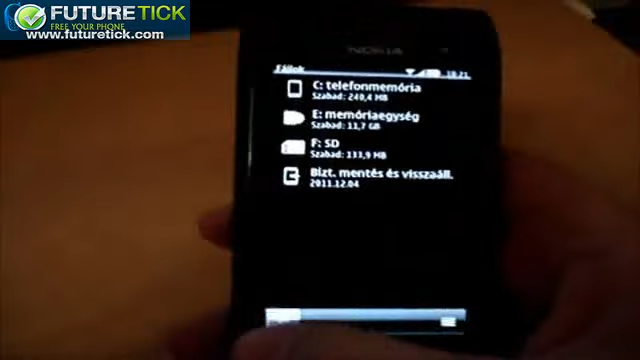 FUTURETICK
FREE YOUR PHONE
www.futuretick.com
NOKIA
Fájlok
18:21
C: telefonmemória
Szabad: 240,4 MB
E: memóriaegység
Szabad: 11,7 GB
F: SD
Szabad: 133,9 MB
Bizt. mentés és visszaáll.
2011.12.04